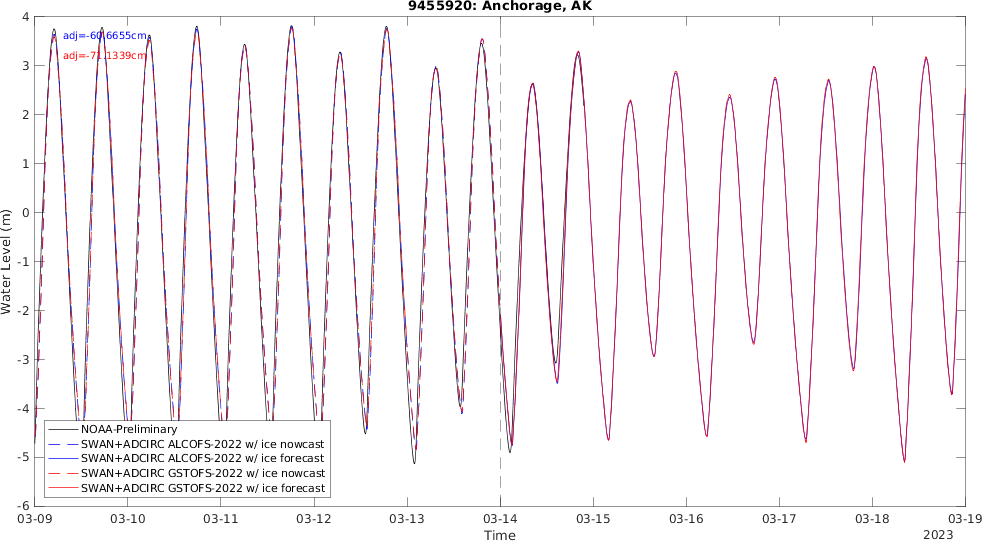 9455920: Anchorage, AK
adj=-60.6655cm
adj=-71.1339cm
Water Level (m)
4
3
2
1
0
-1
-2
-3
-4
-5
-6
NOAA-Preliminary
SWAN+ADCIRC ALCOFS-2022 w/ ice nowcast
SWAN+ADCIRC ALCOFS-2022 w/ ice forecast
SWAN+ADCIRC GSTOFS-2022 w/ ice nowcast
SWAN+ADCIRC GSTOFS-2022 w/ ice forecast
03-09 03-10 03-11 03-12 03-13 03-14 03-15 03-16 03-17 03-18 03-19
Time
2023